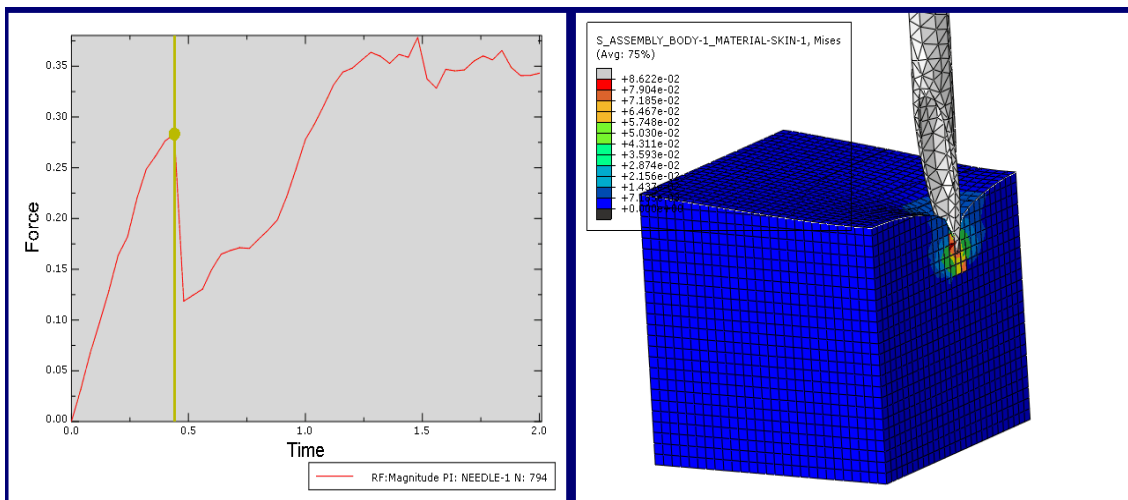 0.35
0.30
0.25
0.20
0.15
0.10
0.05
0.00
Force
0.0 0.5 1.0 1.5 2.0
Time
RF:Magnitude PI: NEEDLE-1 N: 794
S_ASSEMBLY_BODY-1_MATERIAL-SKIN-1, Mises
(Avg: 75%)
+8.622e-02
+7.904e-02
+7.185e-02
+6.467e-02
+5.748e-02
+5.030e-02
+4.311e-02
+3.593e-02
+2.874e-02
+2.156e-02